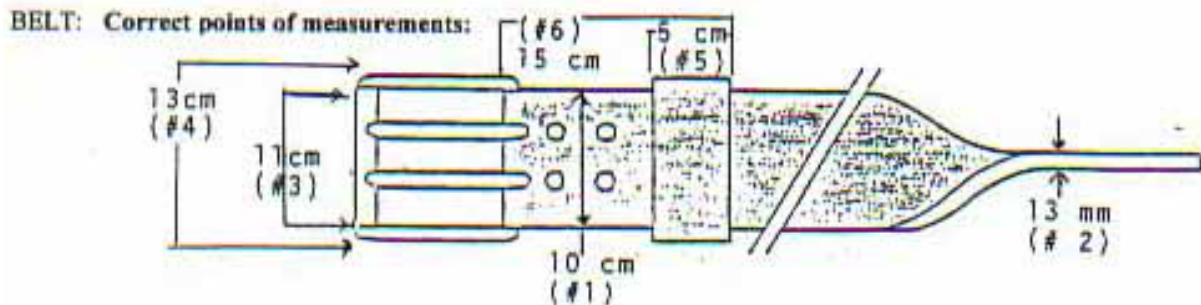 BELT: Correct points of measurements:
(#6)
15 cm
5 cm
(#5)
13cm
(#4)
11cm
(#3)
10 cm
(#1)
13 mm
(# 2)